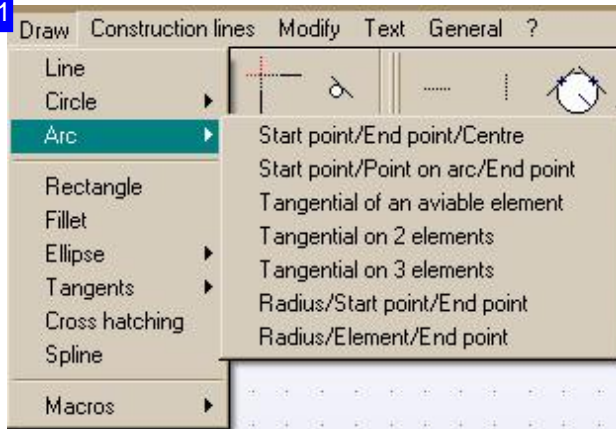 1
Draw Construction lines Modify Text General ?
Line
Circle
Arc
Start point/End point/Centre
Start point/Point on arc/End point
Tangential of an aviable element
Tangential on 2 elements
Tangential on 3 elements
Radius/Start point/End point
Radius/Element/End point
Rectangle
Fillet
Ellipse
Tangents
Cross hatching
Spline
Macros